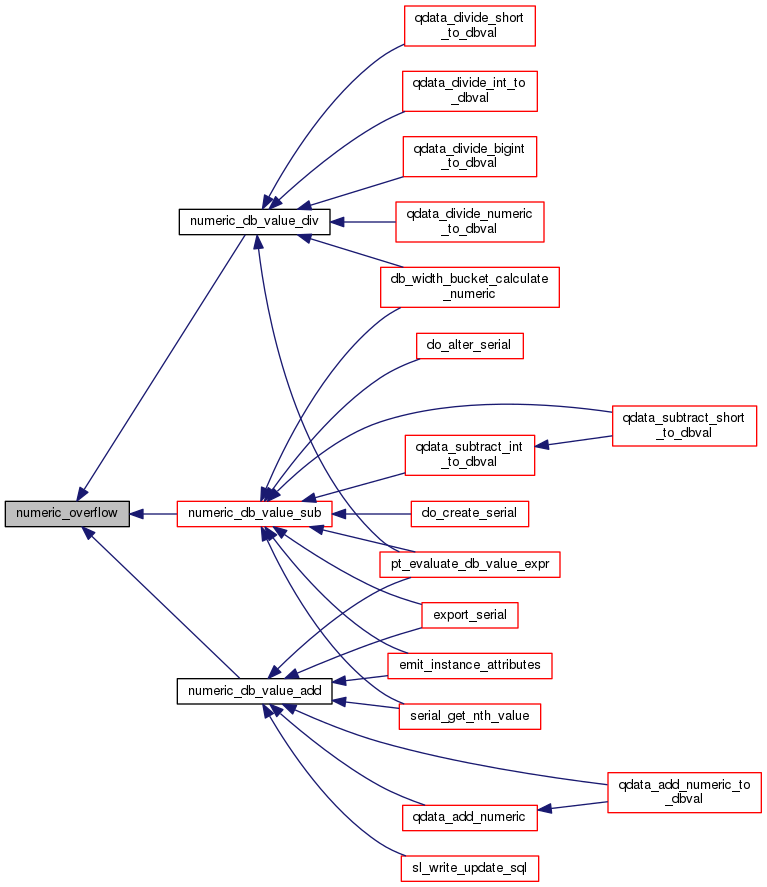 qdata_divide_short
_to_dbval
qdata_divide_int_to
_dbval
qdata_divide_bigint
_to_dbval
numeric_db_value_div
qdata_divide_numeric
_to_dbval
db_width_bucket_calculate
_numeric
do_alter_serial
qdata_subtract_short
_to_dbval
qdata_subtract_int
_to_dbval
numeric_overflow
numeric_db_value_sub
do_create_serial
pt_evaluate_db_value_expr
export_serial
emit_instance_attributes
numeric_db_value_add
serial_get_nth_value
qdata_add_numeric_to
_dbval
qdata_add_numeric
sl_write_update_sql